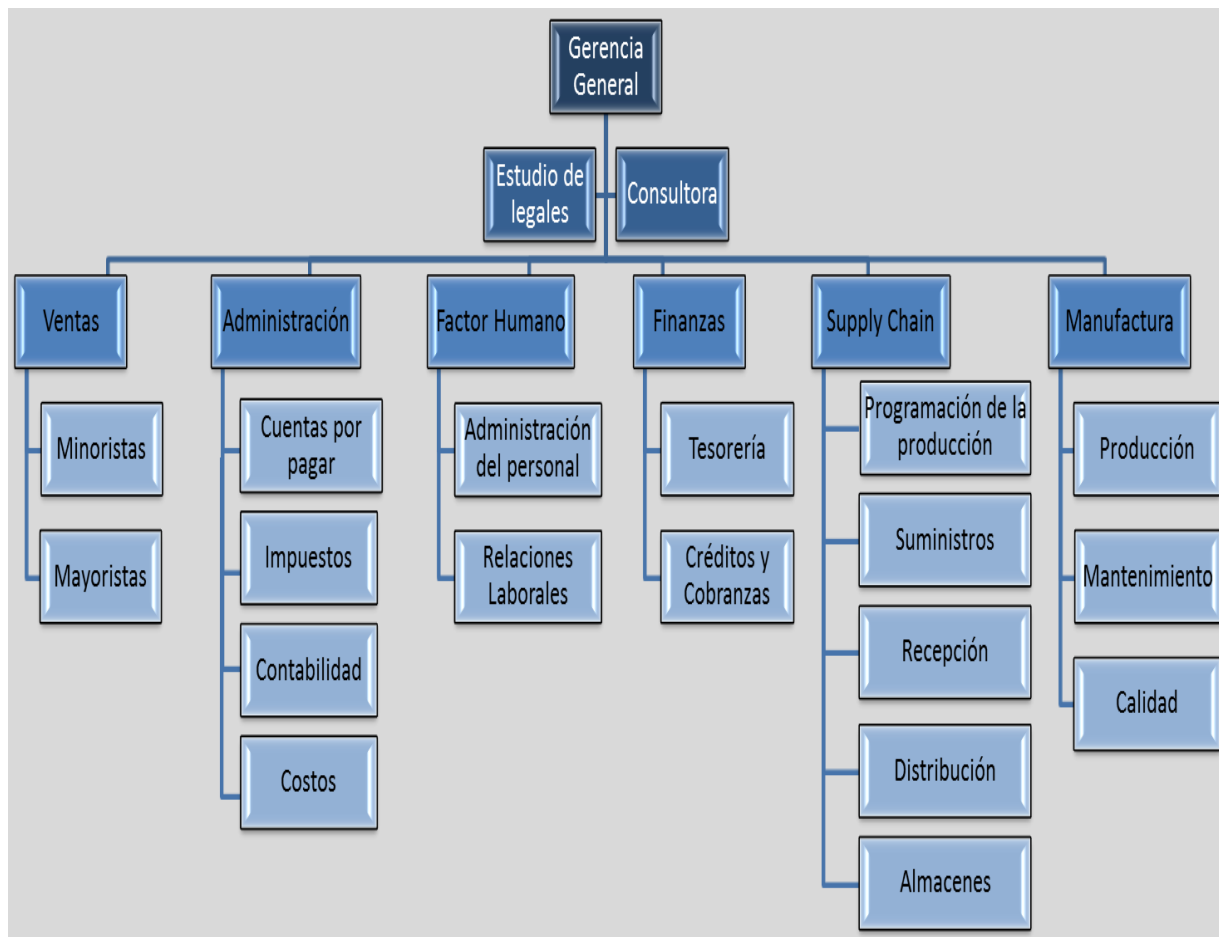 Gerencia
General
Estudio de
legales
Consultora
Ventas
Administración
Factor Humano
Finanzas
Supply Chain
Manufactura
Minoristas
Mayoristas
Cuentas por
pagar
Impuestos
Contabilidad
Costos
Administración
del personal
Relaciones
Laborales
Tesorería
Créditos y
Cobranzas
Programación de la
producción
Suministros
Recepción
Distribución
Almacenes
Producción
Mantenimiento
Calidad